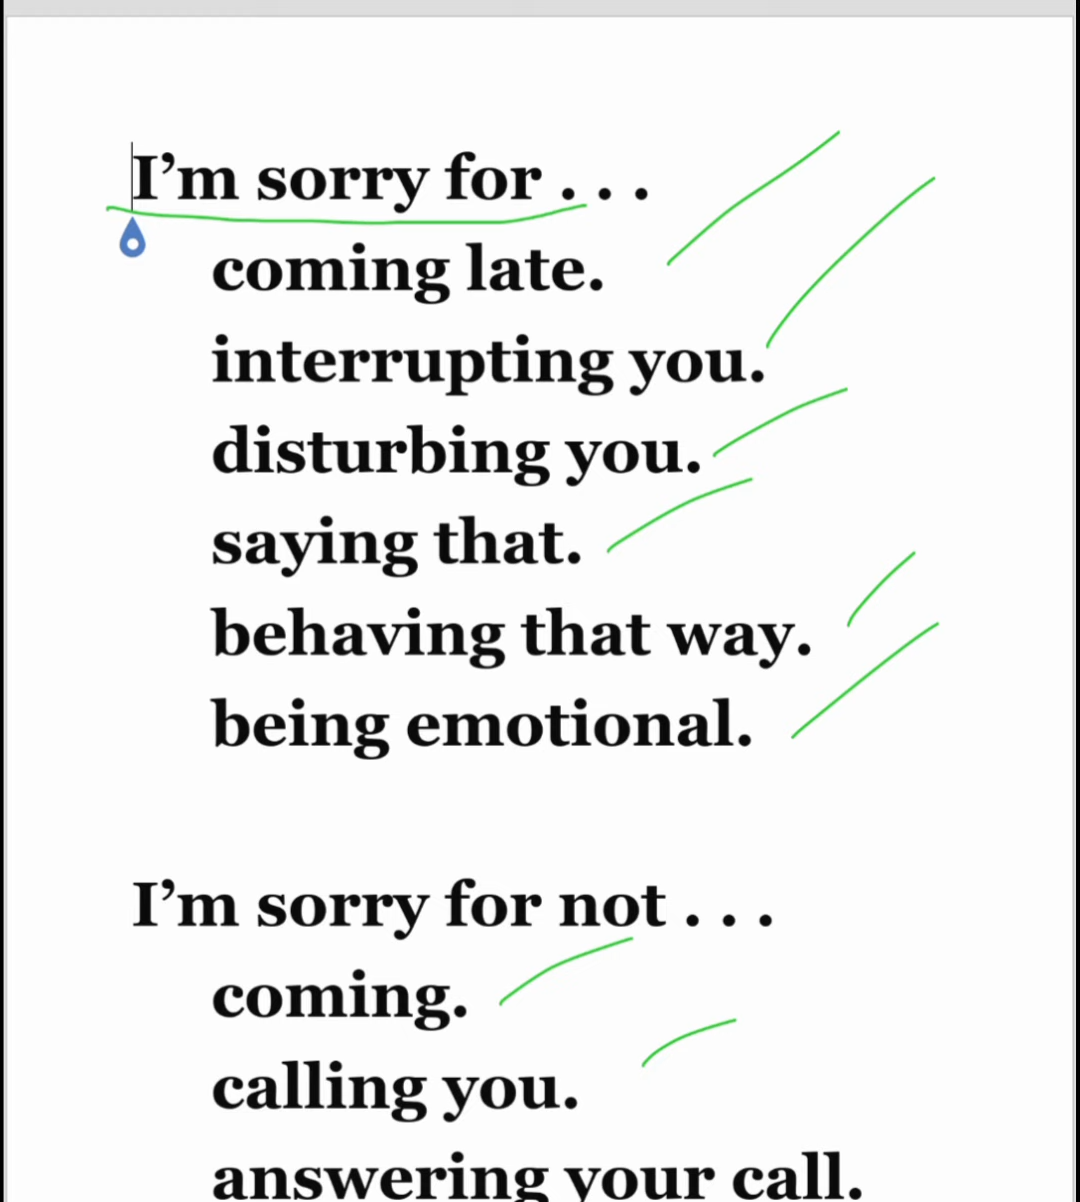 I’m sorry for . . .
coming late.
interrupting you.
disturbing you.
saying that.
behaving that way.
being emotional.
I’m sorry for not . . .
coming.
calling you.
answering your call.